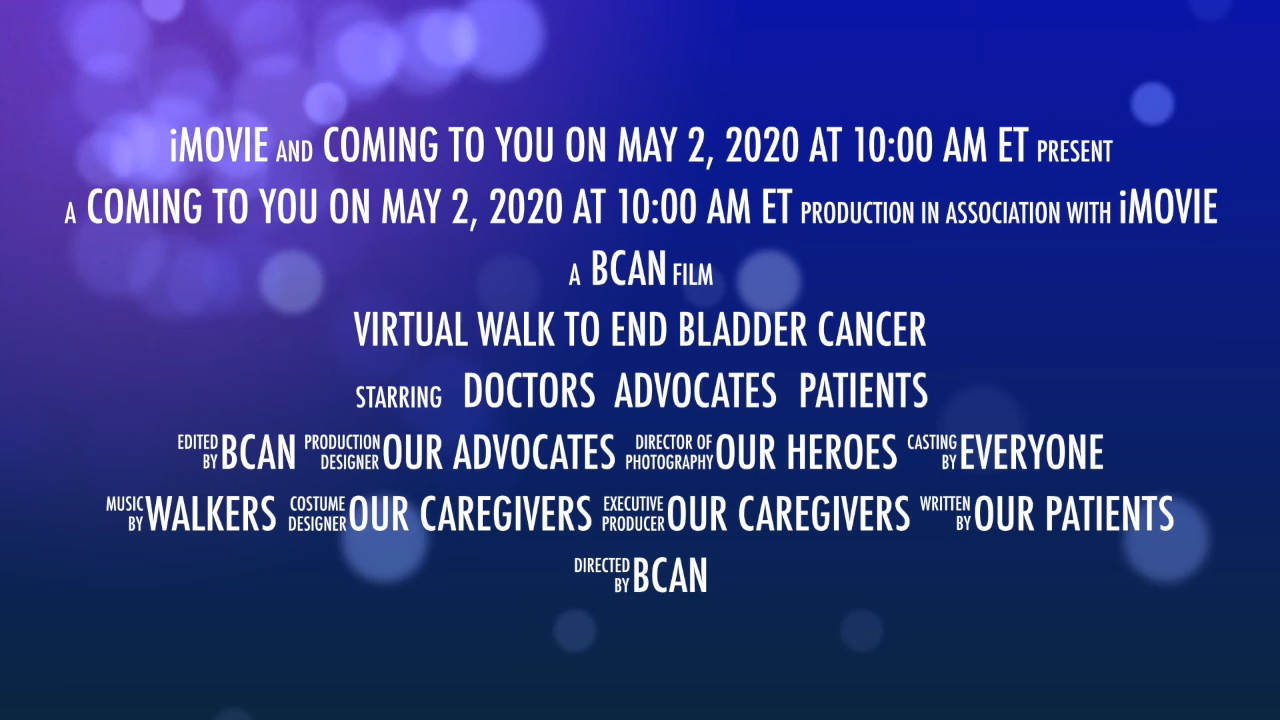 iMOVIE AND COMING TO YOU ON MAY 2, 2020 AT 10:00 AM ET PRESENT
A COMING TO YOU ON MAY 2, 2020 AT 10:00 AM ET PRODUCTION IN ASSOCIATION WITH iMOVIE
A BCAN FILM
VIRTUAL WALK TO END BLADDER CANCER
STARRING DOCTORS ADVOCATES PATIENTS
EDITED BY BCAN PRODUCTION DESIGNER OUR ADVOCATES DIRECTOR OF PHOTOGRAPHY OUR HEROES CASTING BY EVERYONE
MUSIC BY WALKERS COSTUME DESIGNER OUR CAREGIVERS EXECUTIVE PRODUCER OUR CAREGIVERS WRITTEN BY OUR PATIENTS
DIRECTED BY BCAN